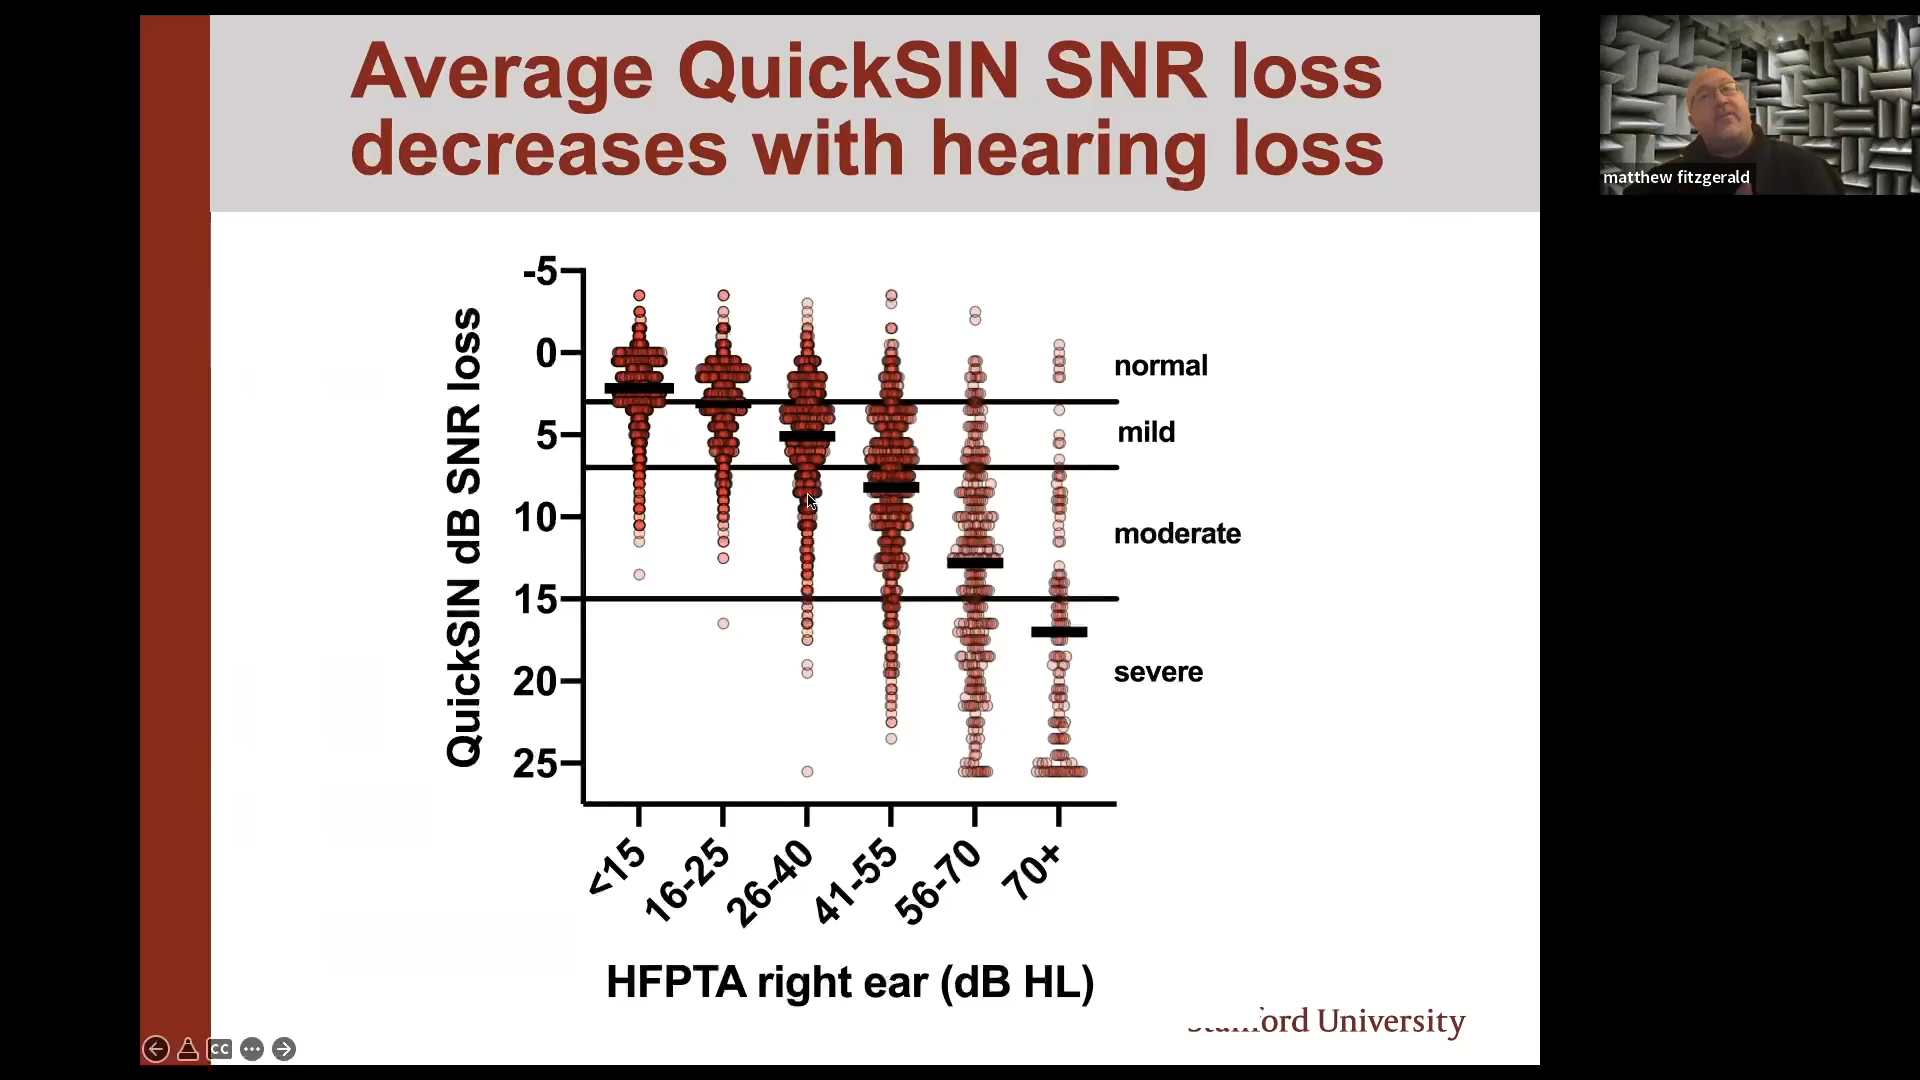 Average QuickSIN SNR loss
decreases with hearing loss
matthew fitzgerald
QuickSIN dB SNR loss
-5
0
5
10
15
20
25
normal
mild
moderate
severe
<15
16-25
26-40
41-55
56-70
70+
HFPTA right ear (dB HL)
University
CC